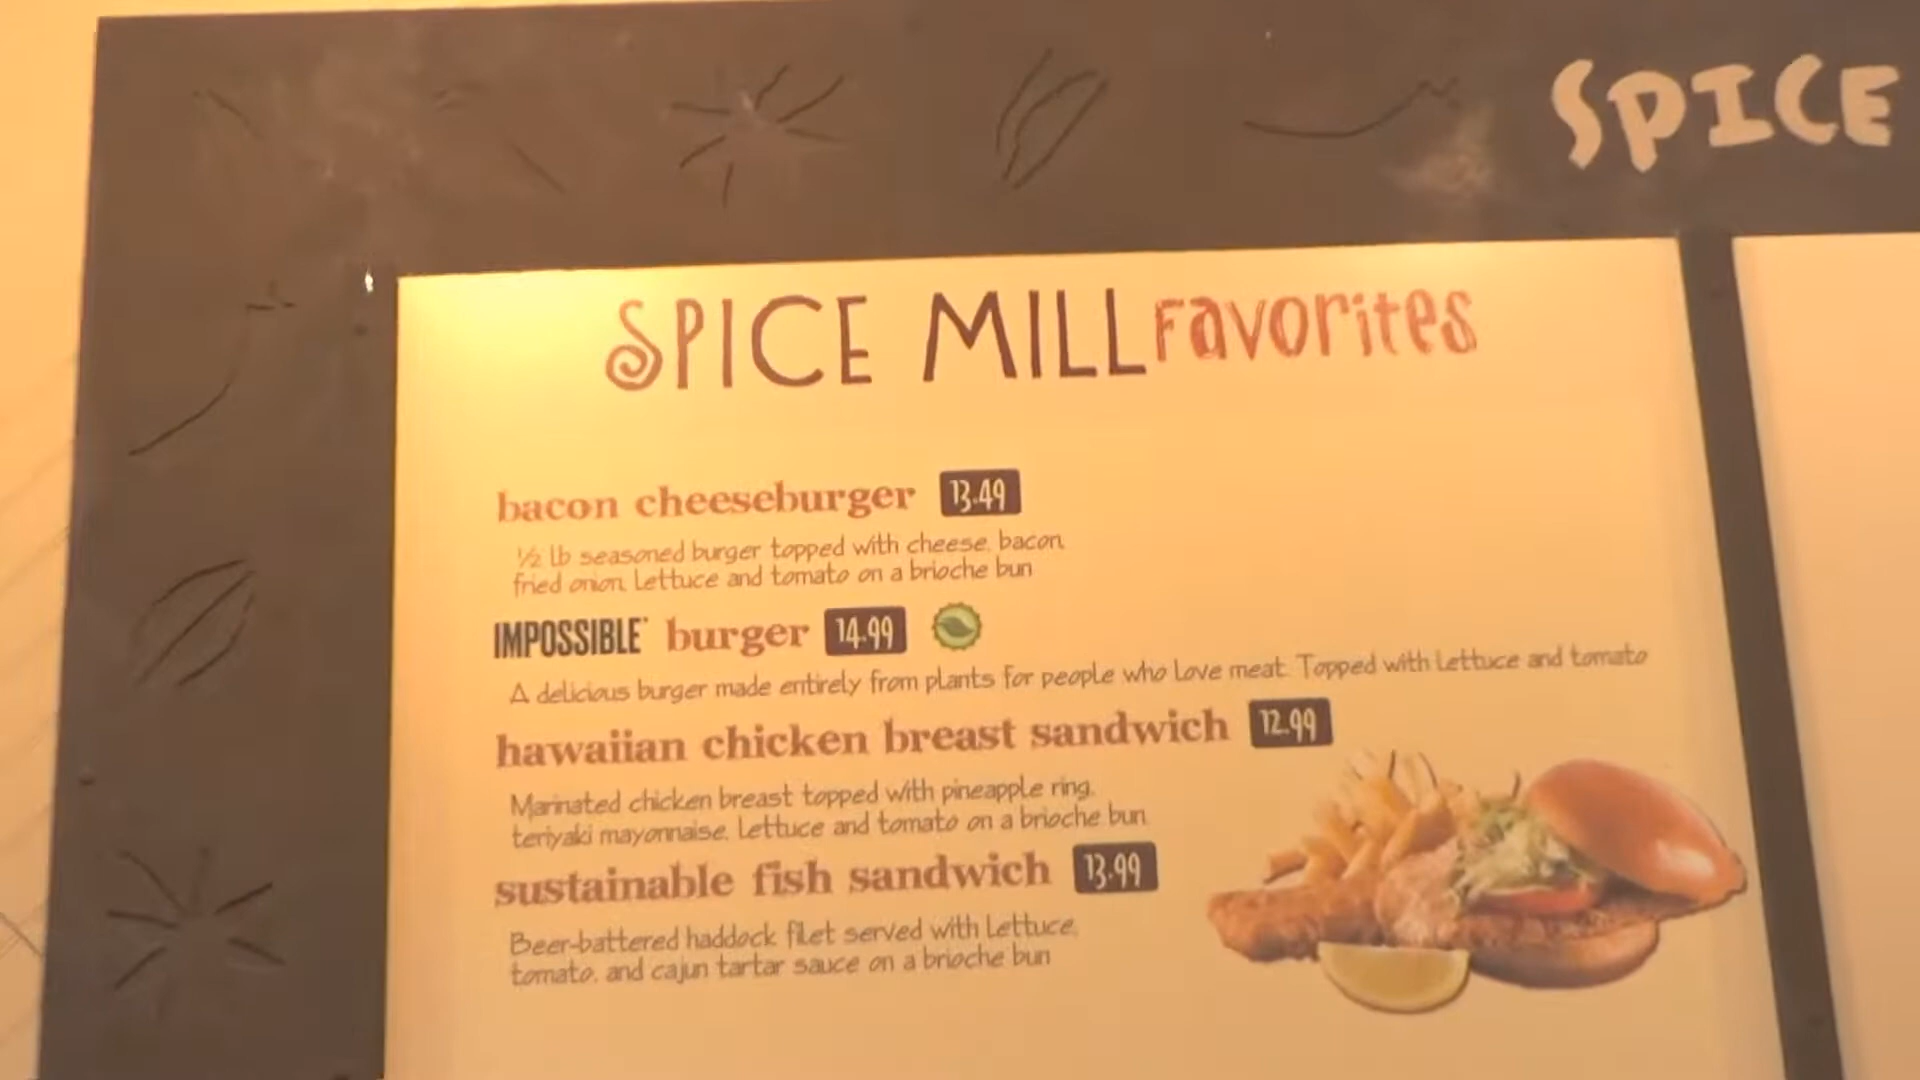 SPICE
SPICE MILL Favorites
bacon cheeseburger 13.49
½ lb seasoned burger topped with cheese, bacon,
fried onion, lettuce and tomato on a brioche bun
IMPOSSIBLE™ burger 14.99
A delicious burger made entirely from plants for people who love meat. Topped with lettuce and tomato
hawaiian chicken breast sandwich 12.99
Marinated chicken breast topped with pineapple ring,
teriyaki mayonnaise, lettuce and tomato on a brioche bun
sustainable fish sandwich 13.99
Beer-battered haddock filet served with lettuce,
tomato, and cajun tartar sauce on a brioche bun